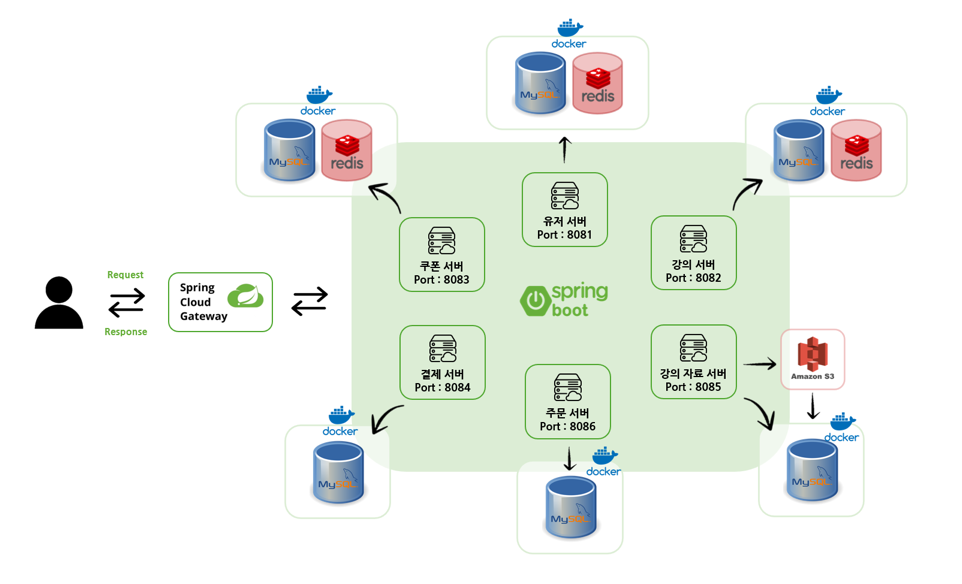 docker
MySQL
redis
docker
MySQL
redis
docker
MySQL
redis
유저 서버
Port : 8081
쿠폰 서버
Port : 8083
강의 서버
Port : 8082
Request
Response
Spring
Cloud
Gateway
spring
boot
결제 서버
Port : 8084
주문 서버
Port : 8086
강의 자료 서버
Port : 8085
Amazon S3
docker
MySQL
docker
MySQL
docker
MySQL